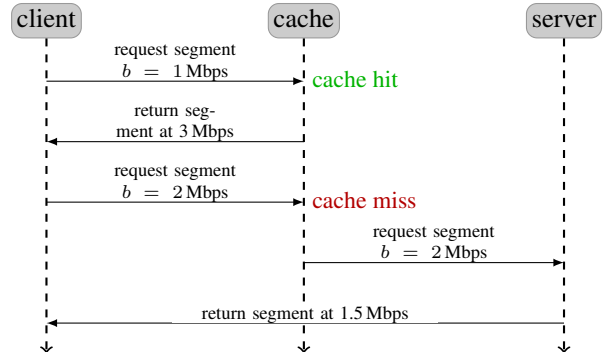 client cache server
request segment
b = 1 Mbps
cache hit
return seg-
ment at 3 Mbps
request segment
b = 2 Mbps
cache miss
request segment
b = 2 Mbps
return segment at 1.5 Mbps